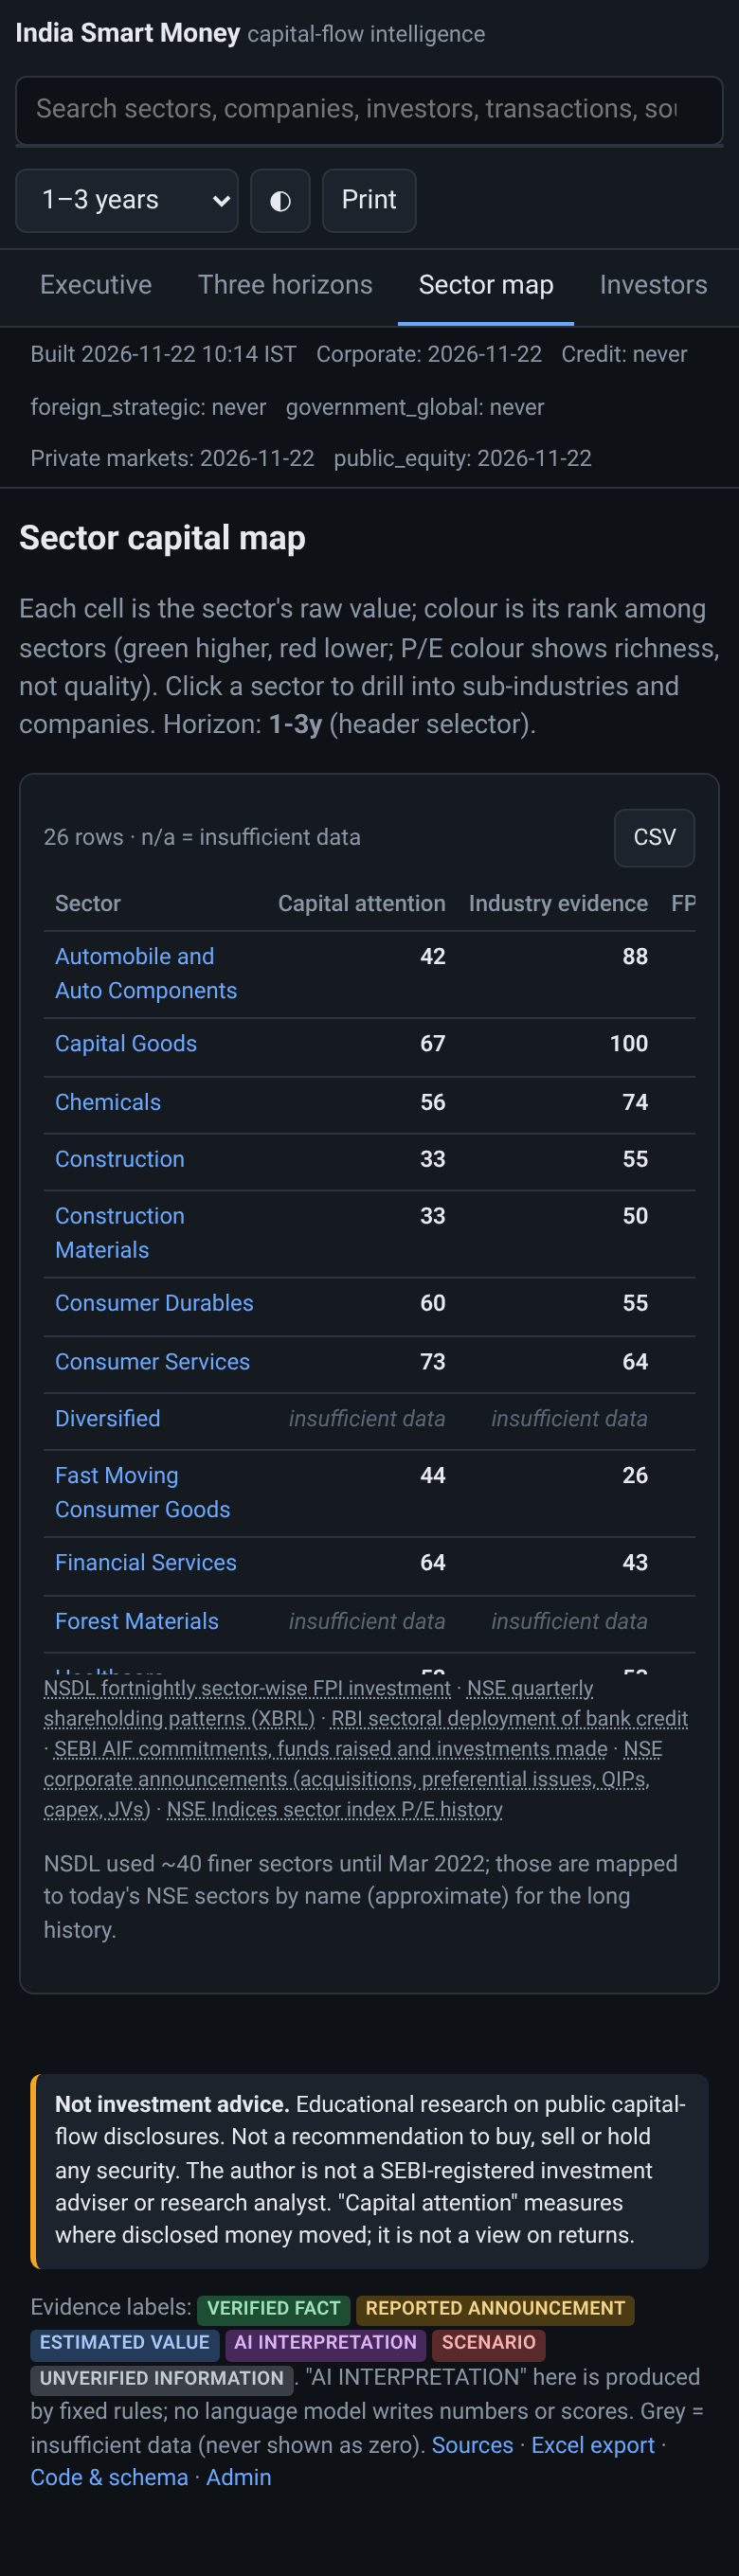 India Smart Money capital-flow intelligence
Search sectors, companies, investors, transactions, sou
1–3 years
Print
Executive Three horizons Sector map Investors
Built 2026-11-22 10:14 IST Corporate: 2026-11-22 Credit: never
foreign_strategic: never government_global: never
Private markets: 2026-11-22 public_equity: 2026-11-22
Sector capital map
Each cell is the sector's raw value; colour is its rank among
sectors (green higher, red lower; P/E colour shows richness,
not quality). Click a sector to drill into sub-industries and
companies. Horizon: 1-3y (header selector).
26 rows · n/a = insufficient data CSV
Sector Capital attention Industry evidence FP
Automobile and 42 88
Auto Components
Capital Goods 67 100
Chemicals 56 74
Construction 33 55
Construction 33 50
Materials
Consumer Durables 60 55
Consumer Services 73 64
Diversified insufficient data insufficient data
Fast Moving 44 26
Consumer Goods
Financial Services 64 43
Forest Materials insufficient data insufficient data
NSDL fortnightly sector-wise FPI investment · NSE quarterly
shareholding patterns (XBRL) · RBI sectoral deployment of bank credit
· SEBI AIF commitments, funds raised and investments made · NSE
corporate announcements (acquisitions, preferential issues, QIPs,
capex, JVs) · NSE Indices sector index P/E history
NSDL used ~40 finer sectors until Mar 2022; those are mapped
to today's NSE sectors by name (approximate) for the long
history.
Not investment advice. Educational research on public capital-
flow disclosures. Not a recommendation to buy, sell or hold
any security. The author is not a SEBI-registered investment
adviser or research analyst. "Capital attention" measures
where disclosed money moved; it is not a view on returns.
Evidence labels: VERIFIED FACT REPORTED ANNOUNCEMENT
ESTIMATED VALUE AI INTERPRETATION SCENARIO
UNVERIFIED INFORMATION. "AI INTERPRETATION" here is produced
by fixed rules; no language model writes numbers or scores. Grey =
insufficient data (never shown as zero). Sources · Excel export ·
Code & schema · Admin